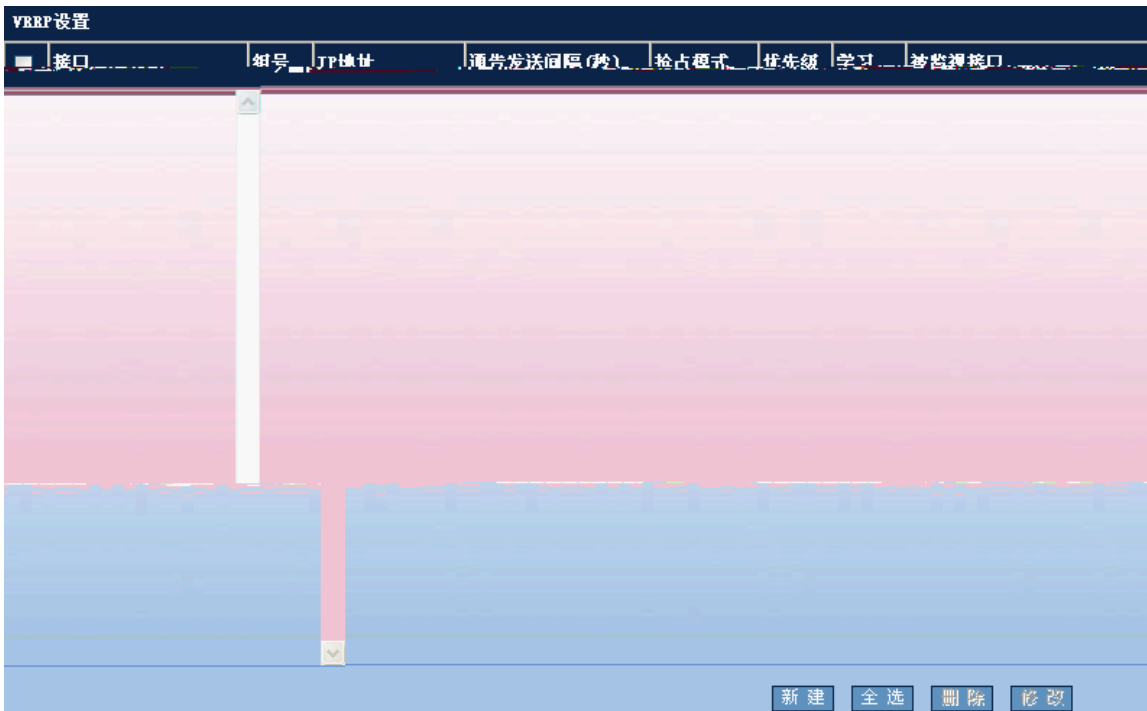 VRRP设置
接口 组号 IP地址 通告发送间隔(秒) 抢占模式 优先级 学习 被监视接口
新建 全选 删除 修改